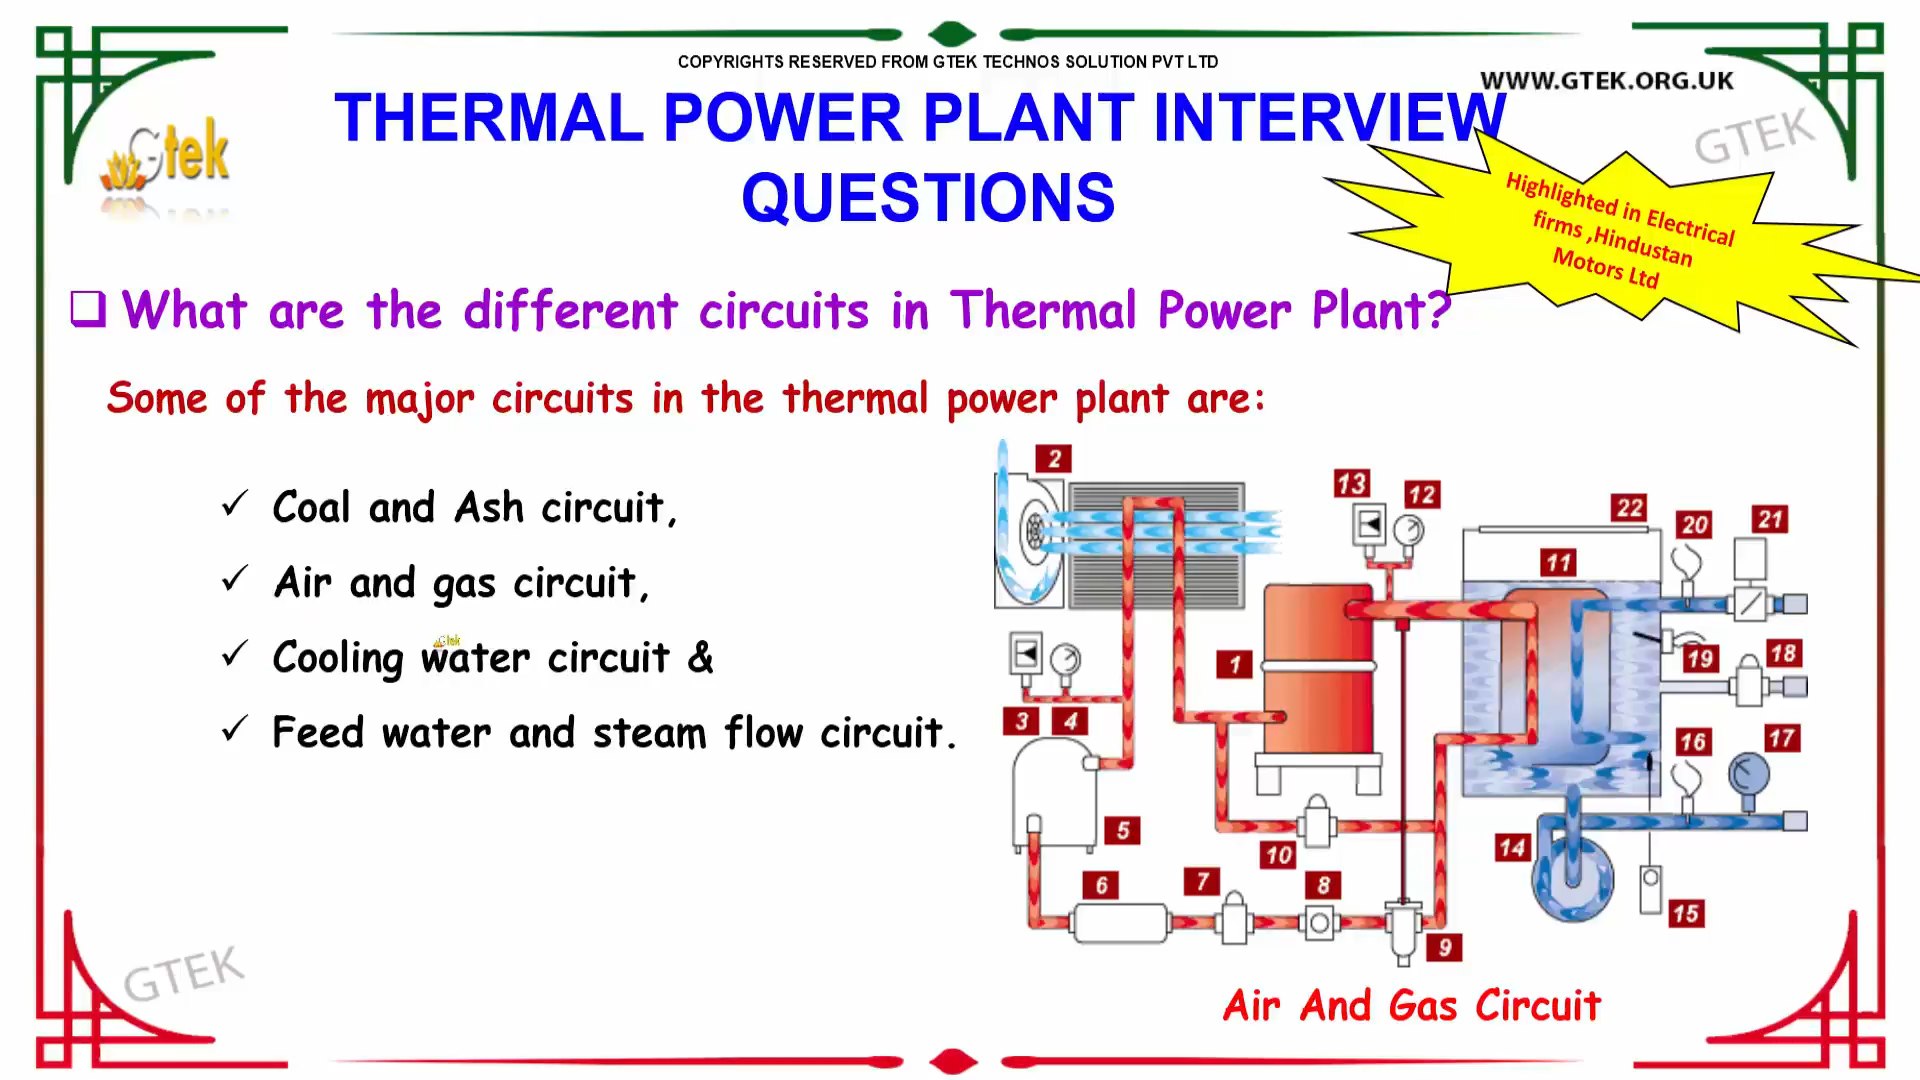 COPYRIGHTS RESERVED FROM GTEK TECHNOS SOLUTION PVT LTD
WWW.GTEK.ORG.UK
THERMAL POWER PLANT INTERVIEW
QUESTIONS
Gtek
GTEK
Highlighted in Electrical
firms ,Hindustan
Motors Ltd
What are the different circuits in Thermal Power Plant?
Some of the major circuits in the thermal power plant are:
Coal and Ash circuit,
Air and gas circuit,
Gtek
Cooling water circuit &
Feed water and steam flow circuit.
2
13
12
22
20
21
11
1
19
18
3
4
16
17
5
10
14
6
7
8
9
15
Air And Gas Circuit
GTEK